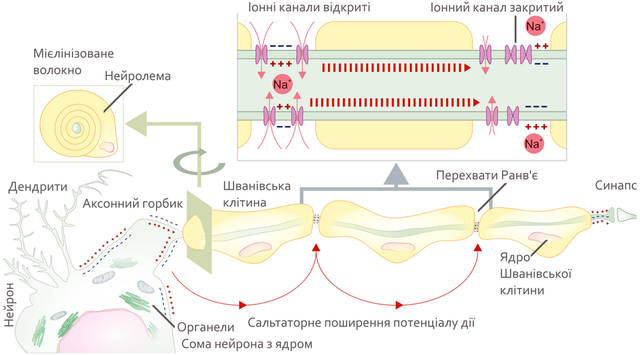 Іонні канали відкриті
Іонний канал закритий
Na⁺
Na⁺
Na⁺
Мієлінізоване
волокно
Нейролема
Дендрити
Аксонний горбик
Шванівська
клітина
Перехвати Ранв'є
Синапс
Ядро
Шванівської
клітини
Нейрон
Органели
Сома нейрона з ядром
Сальтаторне поширення потенціалу дії